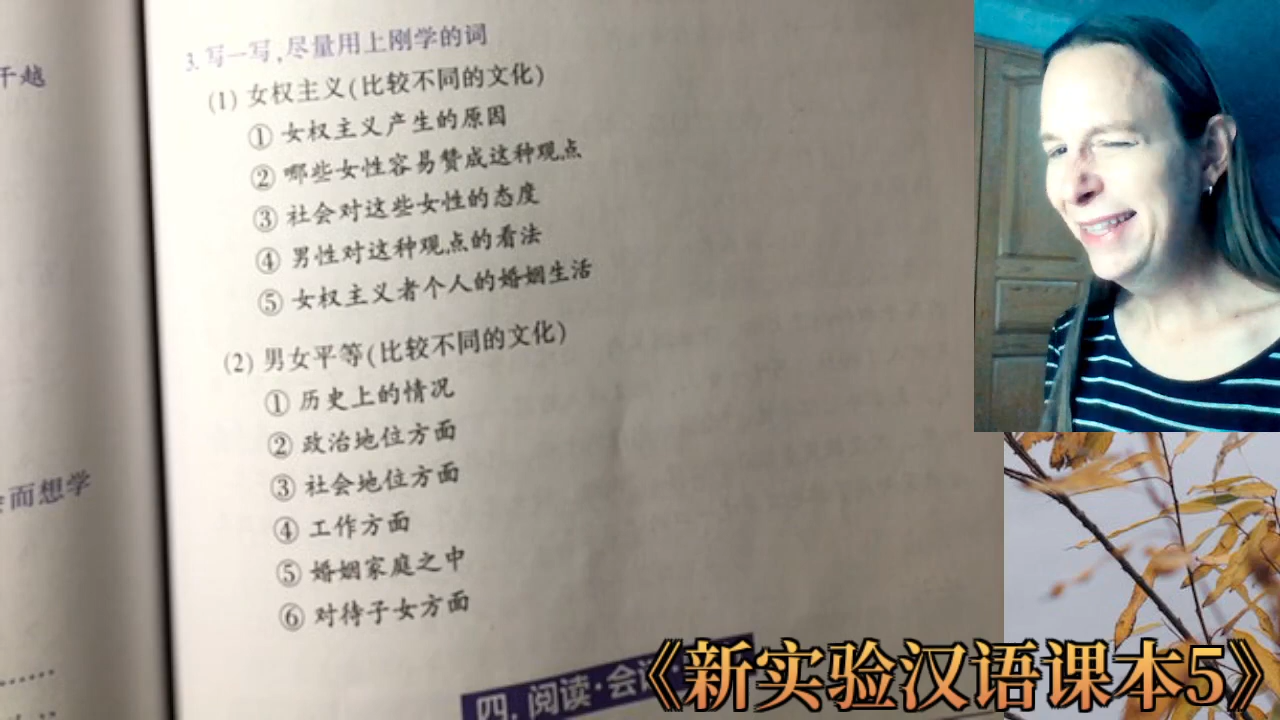 干越
而想学
3. 写一写,尽量用上刚学的词
(1) 女权主义(比较不同的文化)
① 女权主义产生的原因
② 哪些女性容易赞成这种观点
③ 社会对这些女性的态度
④ 男性对这种观点的看法
⑤ 女权主义者个人的婚姻生活
(2) 男女平等(比较不同的文化)
① 历史上的情况
② 政治地位方面
③ 社会地位方面
④ 工作方面
⑤ 婚姻家庭之中
⑥ 对待子女方面
四. 阅读·会
《新实验汉语课本5》